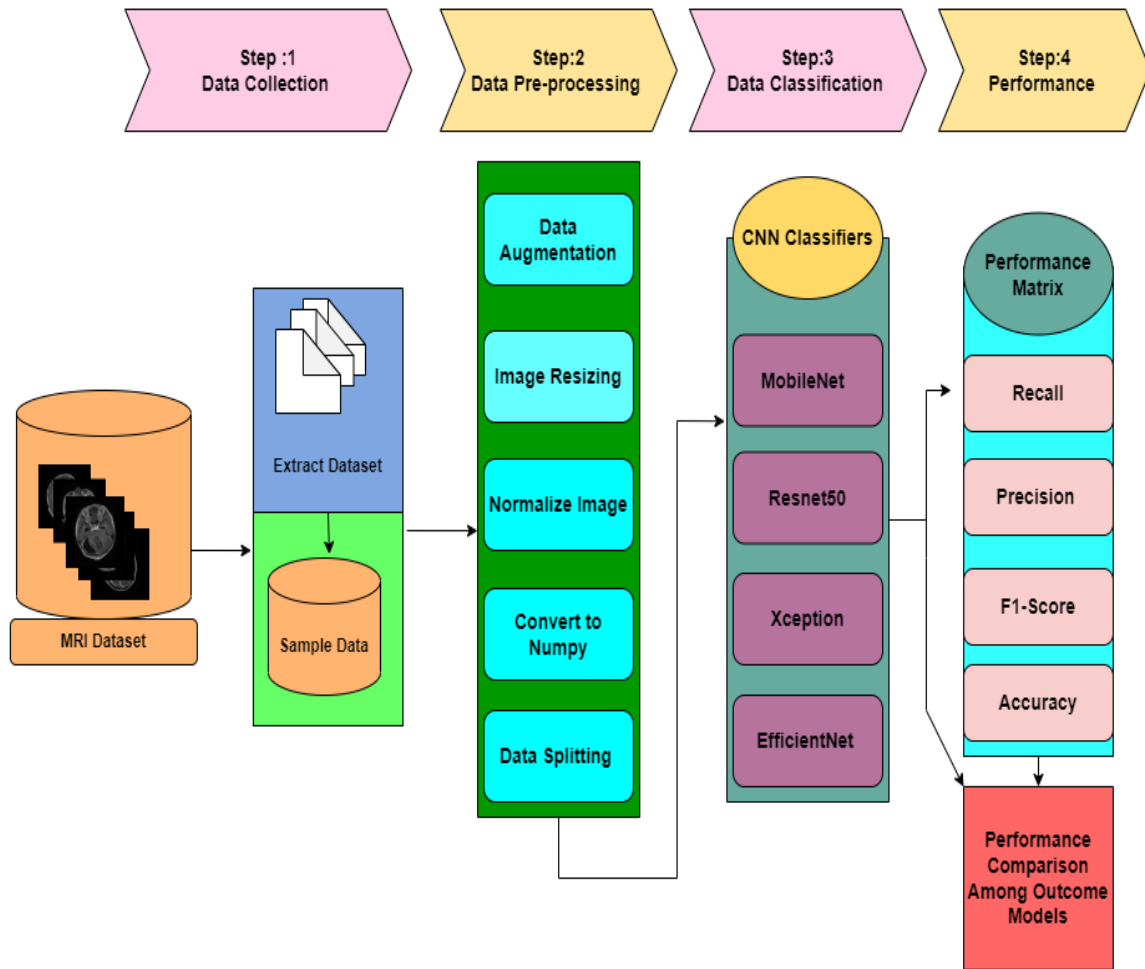 Step :1
Data Collection
Step:2
Data Pre-processing
Step:3
Data Classification
Step:4
Performance
MRI Dataset
Extract Dataset
Sample Data
Data
Augmentation
Image Resizing
Normalize Image
Convert to
Numpy
Data Splitting
CNN Classifiers
MobileNet
Resnet50
Xception
EfficientNet
Performance
Matrix
Recall
Precision
F1-Score
Accuracy
Performance
Comparison
Among Outcome
Models